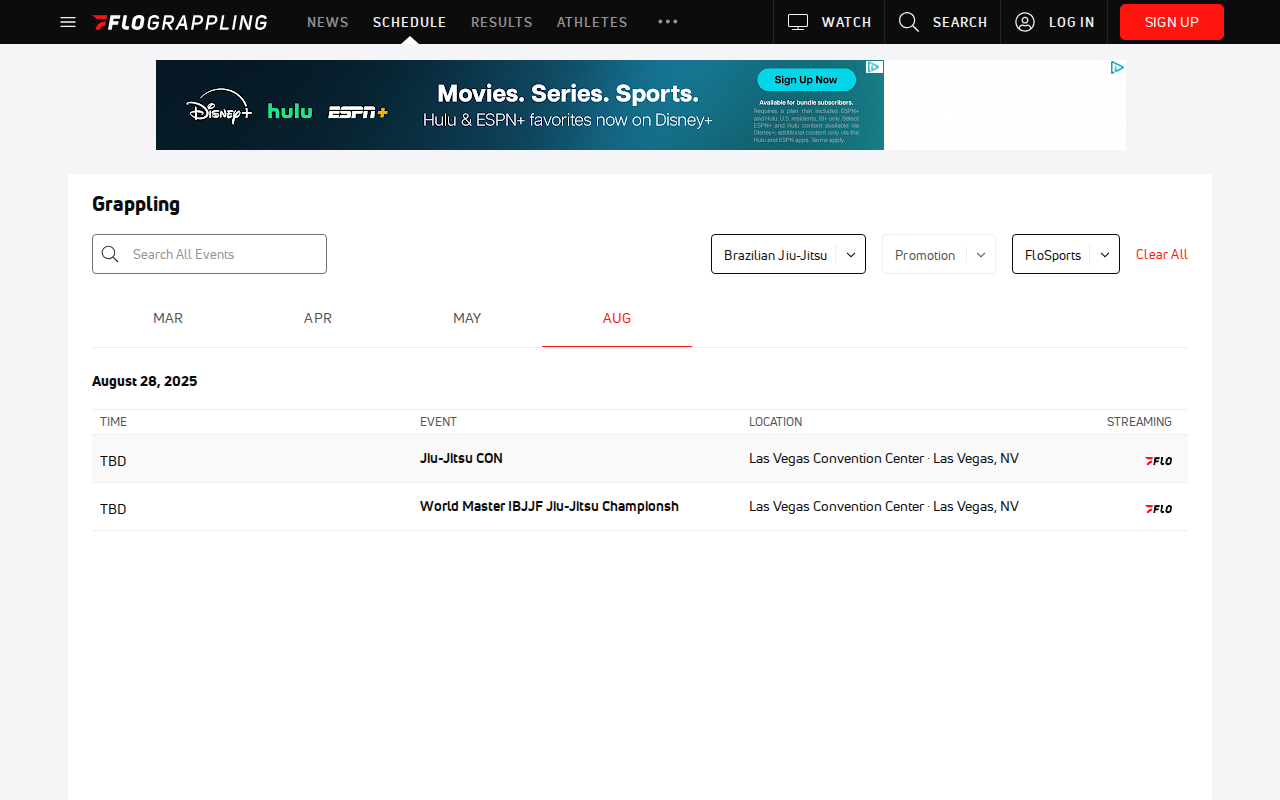 FLOGRAPPLING
NEWS
SCHEDULE
RESULTS
ATHLETES
WATCH
SEARCH
LOG IN
SIGN UP
Disney+
hulu
ESPN+
Movies. Series. Sports.
Hulu & ESPN+ favorites now on Disney+
Sign Up Now
Available for bundle subscribers.
Requires a plan that includes ESPN+
and Hulu. U.S. residents, 18+ only. Select
ESPN+ and Hulu content available via
Disney+; additional content only via the
Hulu and ESPN apps. Terms apply.
Grappling
Search All Events
Brazilian Jiu-Jitsu
Promotion
FloSports
Clear All
MAR
APR
MAY
AUG
August 28, 2025
TIME
EVENT
LOCATION
STREAMING
TBD
Jiu-Jitsu CON
Las Vegas Convention Center · Las Vegas, NV
FLO
TBD
World Master IBJJF Jiu-Jitsu Championsh
Las Vegas Convention Center · Las Vegas, NV
FLO